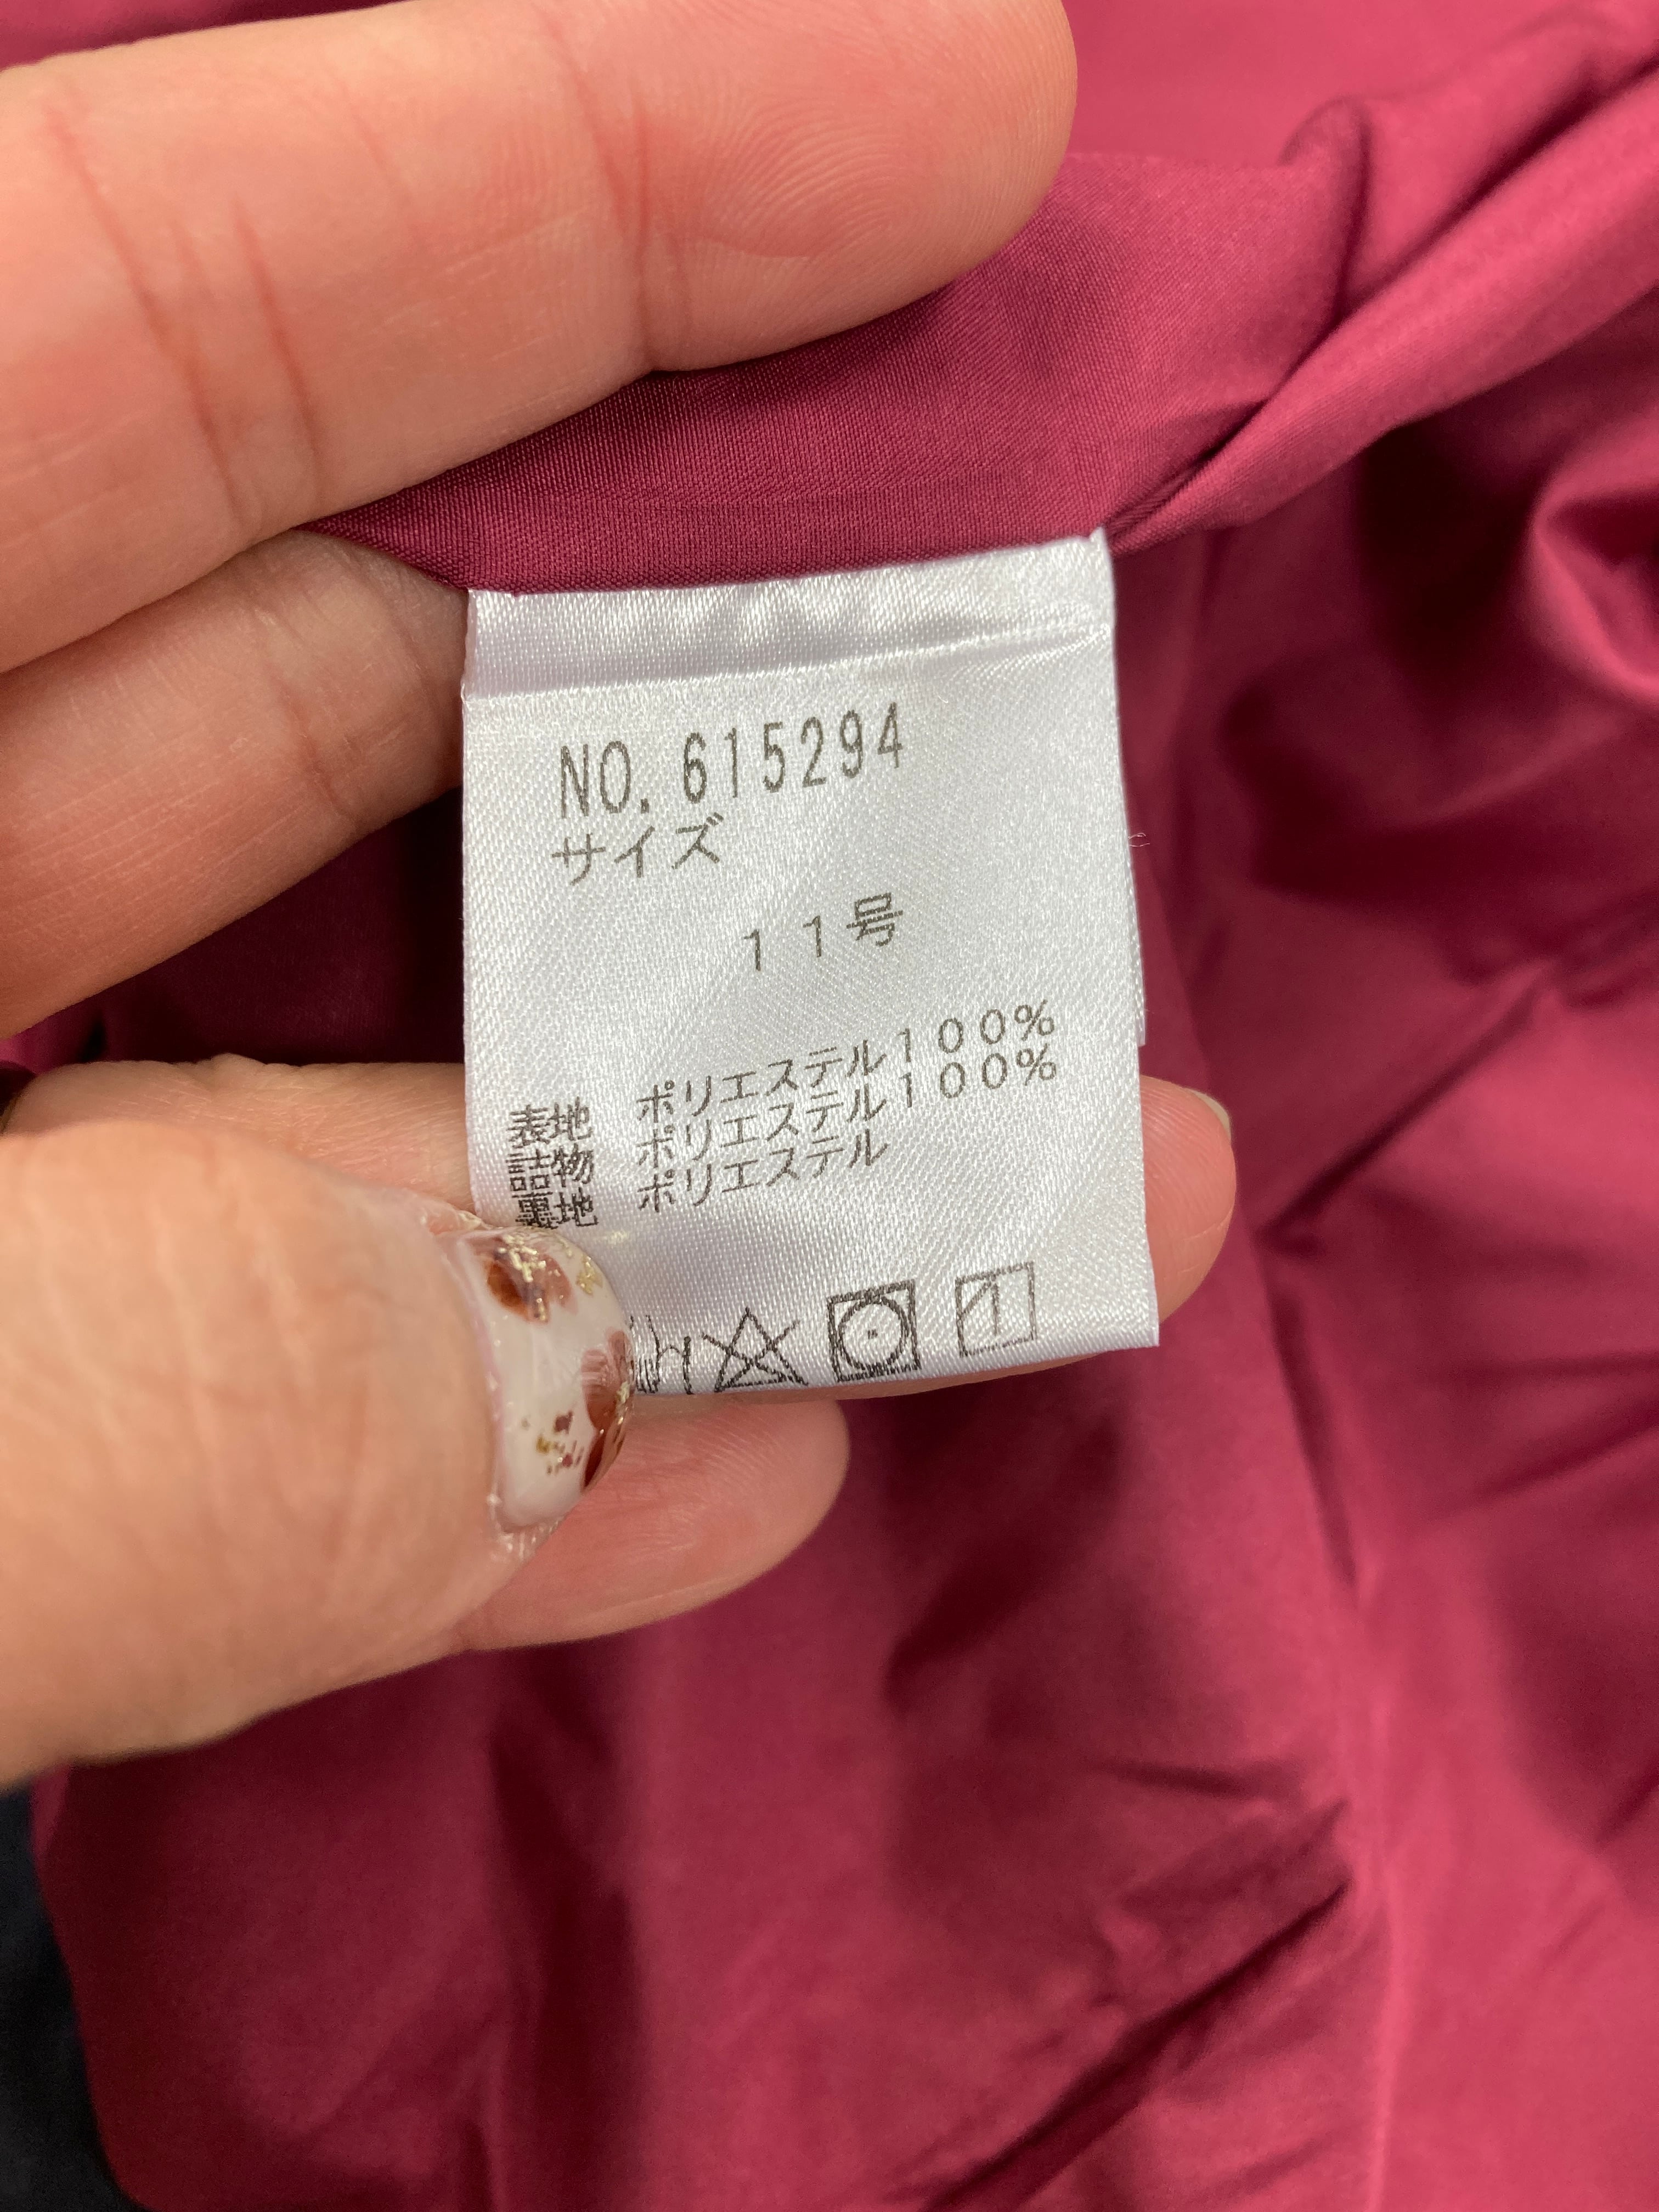 NO.615294
サイズ
11号
表地 ポリエステル100%
詰物 ポリエステル100%
裏地 ポリエステル